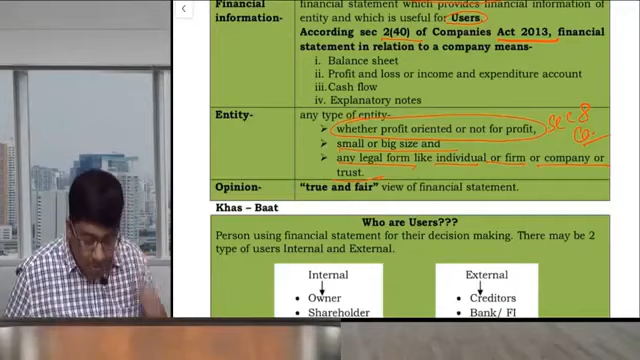 Financial
information-
financial statement which provides financial information of
entity and which is useful for Users.
According sec 2(40) of Companies Act 2013, financial
statement in relation to a company means-
i. Balance sheet
ii. Profit and loss or income and expenditure account
iii. Cash flow
iv. Explanatory notes
Entity-
any type of entity-
➢ whether profit oriented or not for profit,
Sec 8
Co.
➢ small or big size and
➢ any legal form like individual or firm or company or
trust.
Opinion-
"true and fair" view of financial statement.
Khas – Baat
Who are Users???
Person using financial statement for their decision making. There may be 2
type of users Internal and External.
Internal
• Owner
• Shareholder
External
• Creditors
• Bank/ FI